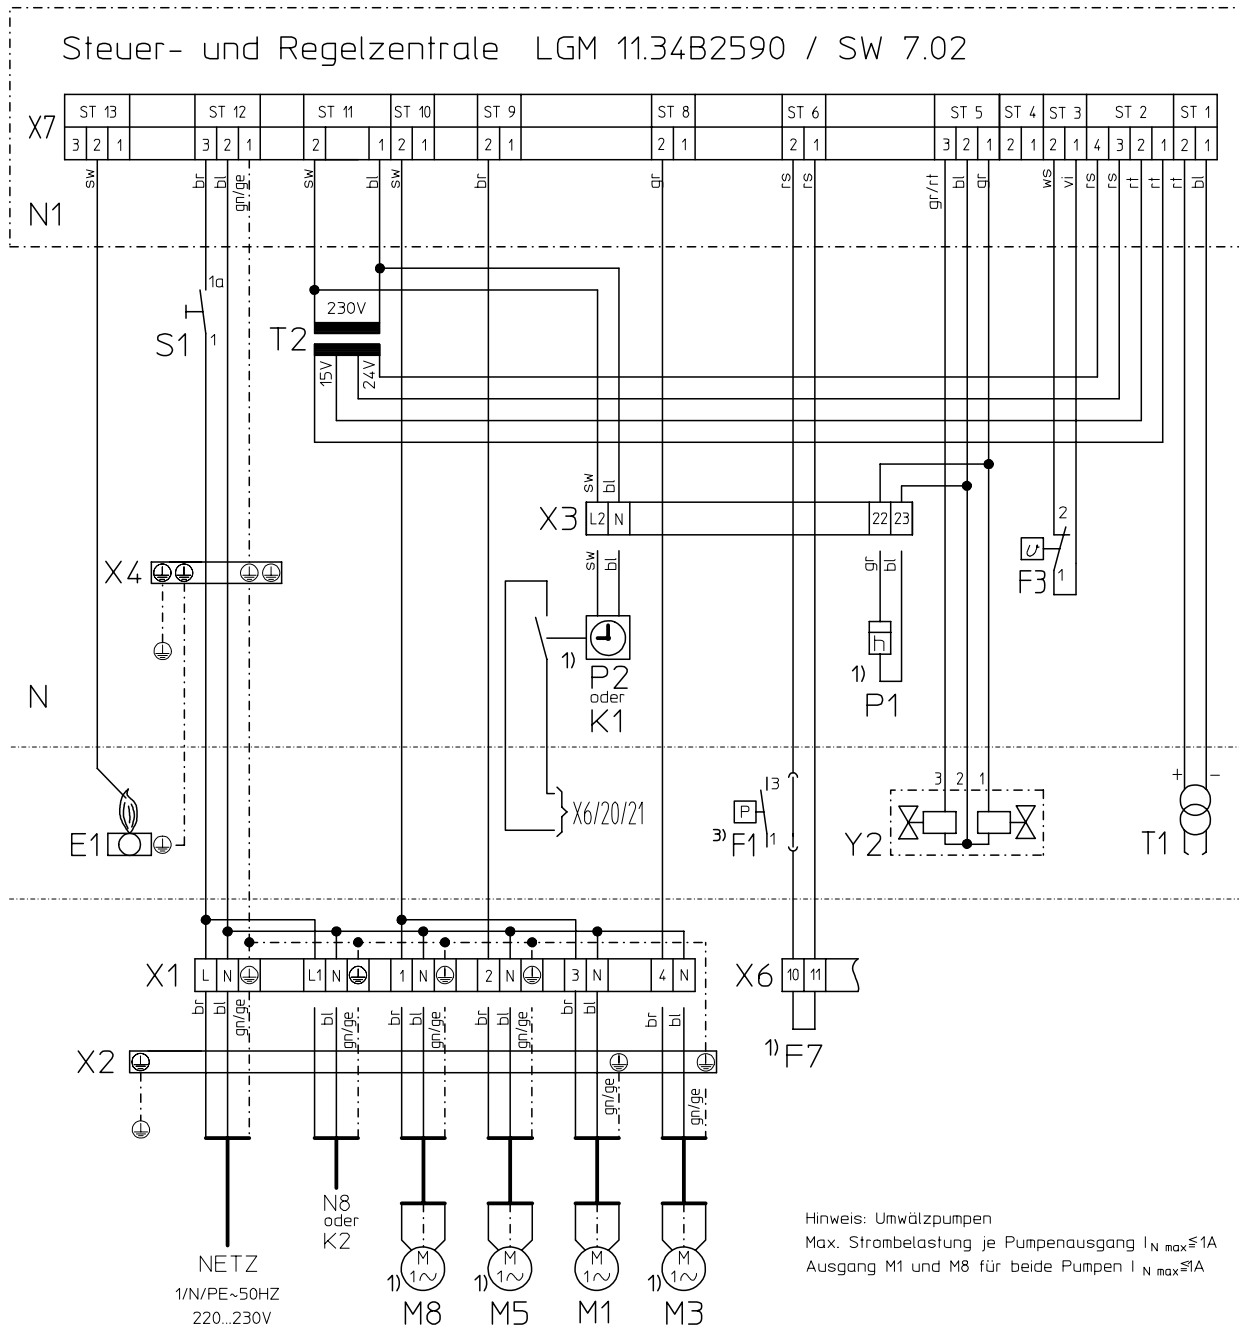 Steuer- und Regelzentrale LGM 11.34B2590 / SW 7.02
X7
ST 13 ST 12 ST 11 ST 10 ST 9 ST 8 ST 6 ST 5 ST 4 ST 3 ST 2 ST 1
3 2 1 3 2 1 2 1 2 1 2 1 2 1 2 1 3 2 1 2 1 2 1 4 3 2 1 2 1
sw br bl gn/ge sw bl sw br gr rs rs gr/rt bl gr ws vi rs rs rt rt rt bl
N1
1a
S1
1
230V
T2
15V
24V
sw bl
X3
L2 N 22 23
2
F3
1
X4
sw bl gr bl
1)
P2
oder
K1
h
1)
P1
N
3 2 1
+ −
X6/20/21
3
P
3) F1
1
E1
Y2
T1
X1
L N L1 N 1 N 2 N 3 N 4 N
X6
10 11
br bl gn/ge bl gn/ge br bl gn/ge br bl gn/ge br bl br bl
1) F7
X2
gn/ge gn/ge
N8
oder
K2
NETZ
1/N/PE~50HZ
220...230V
M
1~
1)
M8
M
1~
1)
M5
M
1~
M1
M
1~
1)
M3
Hinweis: Umwälzpumpen
Max. Strombelastung je Pumpenausgang I N max ≦ 1A
Ausgang M1 und M8 für beide Pumpen I N max ≦ 1A